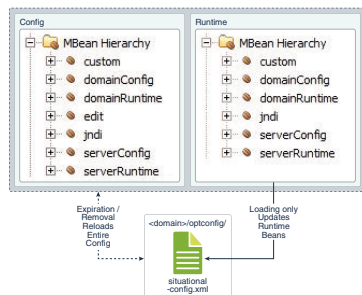 Config
MBean Hierarchy
custom
domainConfig
domainRuntime
edit
jndi
serverConfig
serverRuntime
Runtime
MBean Hierarchy
custom
domainConfig
domainRuntime
jndi
serverConfig
serverRuntime
Expiration /
Removal
Reloads
Entire
Config
<domain>/optconfig/
situational
-config.xml
Loading only
Updates
Runtime
Beans